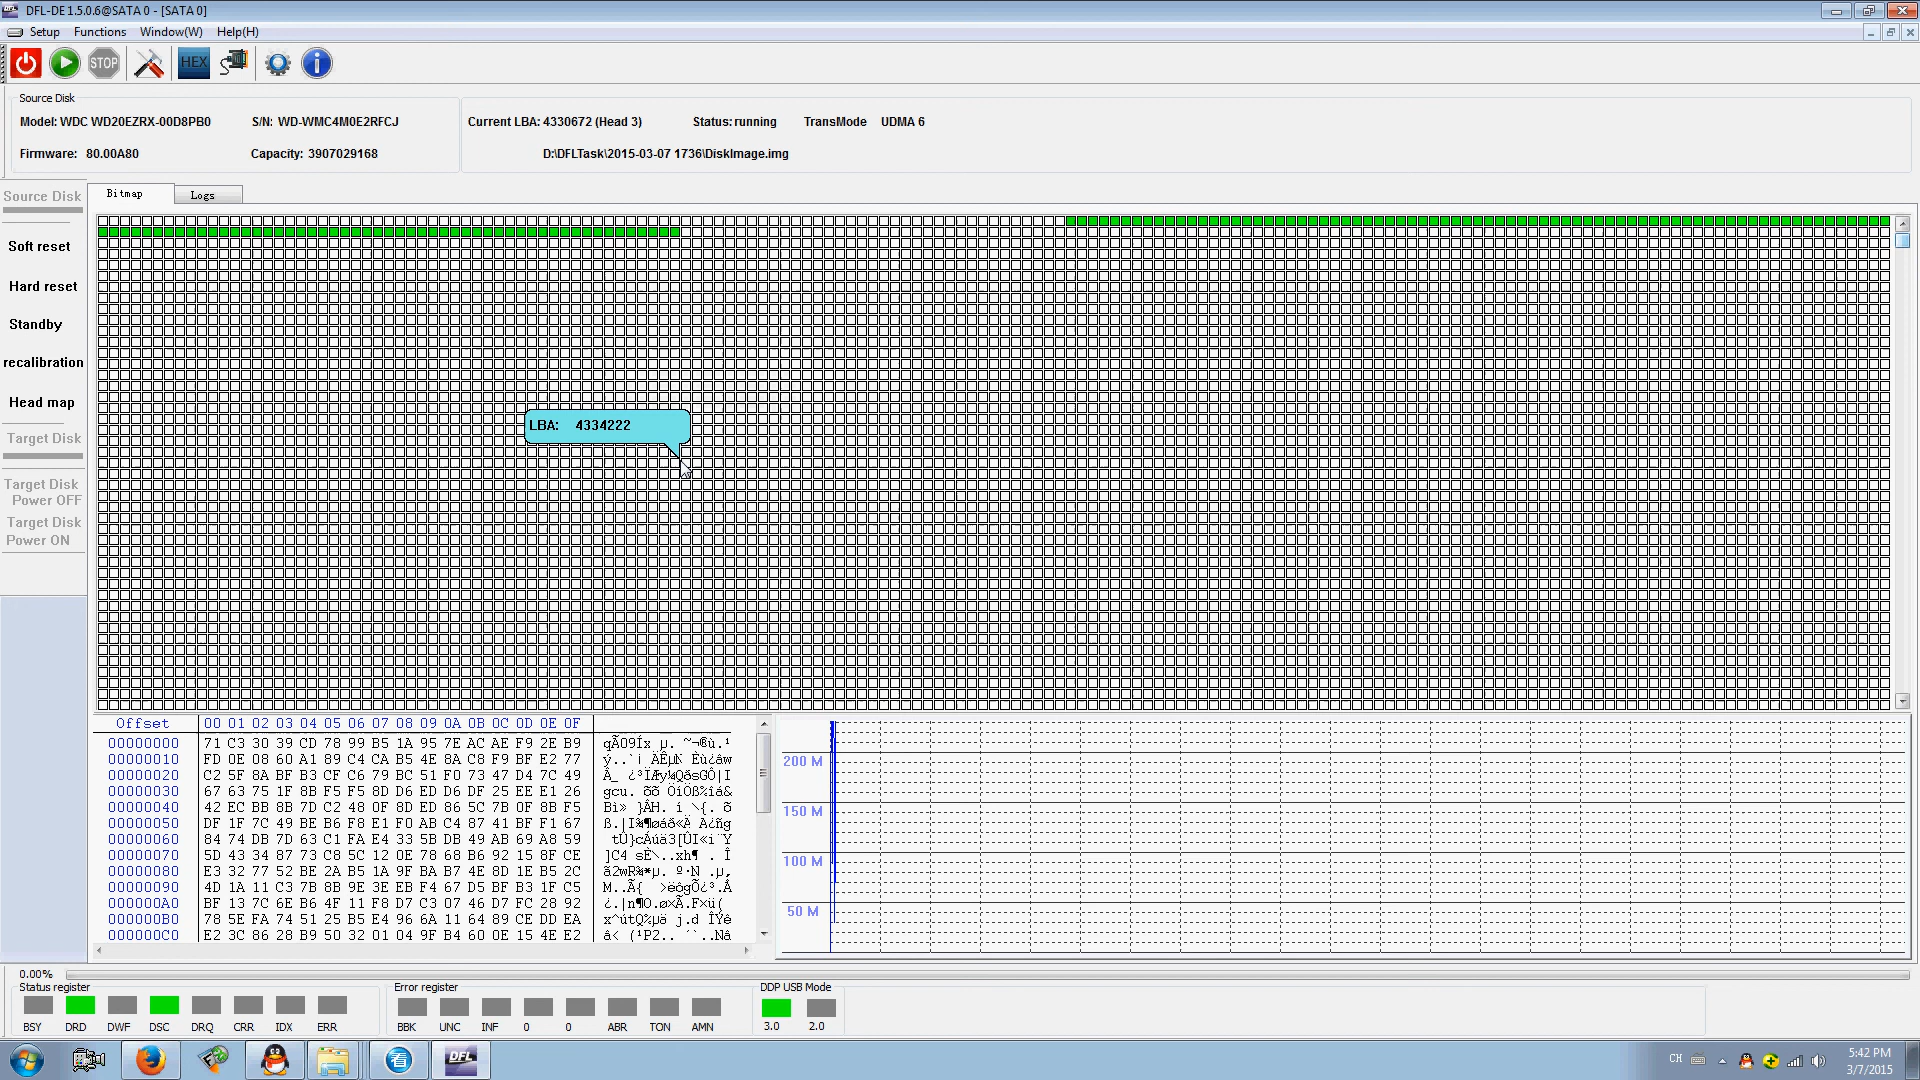 DFL-DE 1.5.0.6@SATA 0 - [SATA 0]
Setup Functions Window(W) Help(H)
STOP HEX
Source Disk
Model: WDC WD20EZRX-00D8PB0 S/N: WD-WMC4M0E2RFCJ Current LBA: 4330672 (Head 3) Status: running TransMode UDMA 6
Firmware: 80.00A80 Capacity: 3907029168 D:\DFLTask\2015-03-07 1736\DiskImage.img
Source Disk
Bitmap Logs
Soft reset
Hard reset
Standby
recalibration
Head map
Target Disk
Target Disk
Power OFF
Target Disk
Power ON
LBA: 4334222
Offset 00 01 02 03 04 05 06 07 08 09 0A 0B 0C 0D 0E 0F
00000000 71 C3 30 39 CD 78 99 B5 1A 95 7E AC AE F9 2E B9
00000010 FD 0E 08 60 A1 89 C4 CA B5 4E 8A C8 F9 BF E2 77
00000020 C2 5F 8A BF B3 CF C6 79 BC 51 F0 73 47 D4 7C 49
00000030 67 63 75 1F 8B F5 F5 8D D6 ED D6 DF 25 EE E1 26
00000040 42 EC BB 8B 7D C2 48 0F 8D ED 86 5C 7B 0F 8B F5
00000050 DF 1F 7C 49 BE B6 F8 E1 F0 AB C4 87 41 BF F1 67
00000060 84 74 DB 7D 63 C1 FA E4 33 5B DB 49 AB 69 A8 59
00000070 5D 43 34 87 73 C8 5C 12 0E 78 68 B6 92 15 8F CE
00000080 E3 32 77 52 BE 2A B5 1A 9F BA B7 4E 8D 1E B5 2C
00000090 4D 1A 11 C3 7B 8B 9E 3E EB F4 67 D5 BF B3 1F C5
000000A0 BF 13 7C 6E B6 4F 11 F8 D7 C3 07 46 D7 FC 28 92
000000B0 78 5E FA 74 51 25 B5 E4 96 6A 11 64 89 CE DD EA
000000C0 E2 3C 86 28 B9 50 32 01 04 9F B4 60 0E 15 4E E2
200 M
150 M
100 M
50 M
0.00%
Status register
BSY DRD DWF DSC DRQ CRR IDX ERR
Error register
BBK UNC INF 0 0 ABR TON AMN
DDP USB Mode
3.0 2.0
看 DFL
CH
5:42 PM
3/7/2015